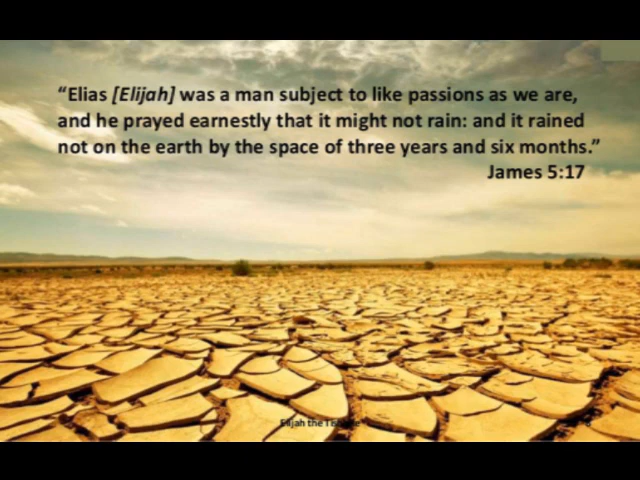 “Elias [Elijah] was a man subject to like passions as we are,
and he prayed earnestly that it might not rain: and it rained
not on the earth by the space of three years and six months.”
James 5:17
Elijah the